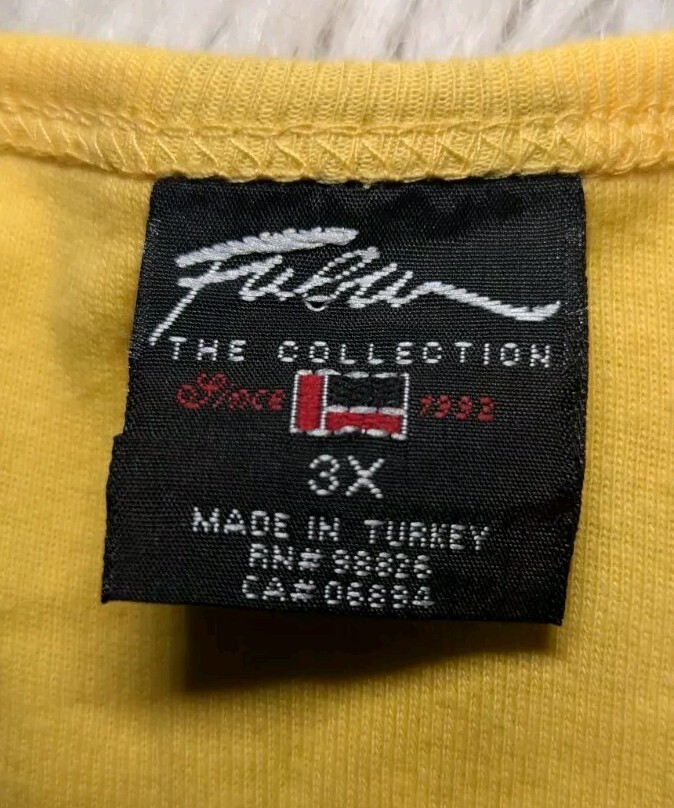 Fubu
THE COLLECTION
Since 1992
3X
MADE IN TURKEY
RN# 98826
CA# 06894